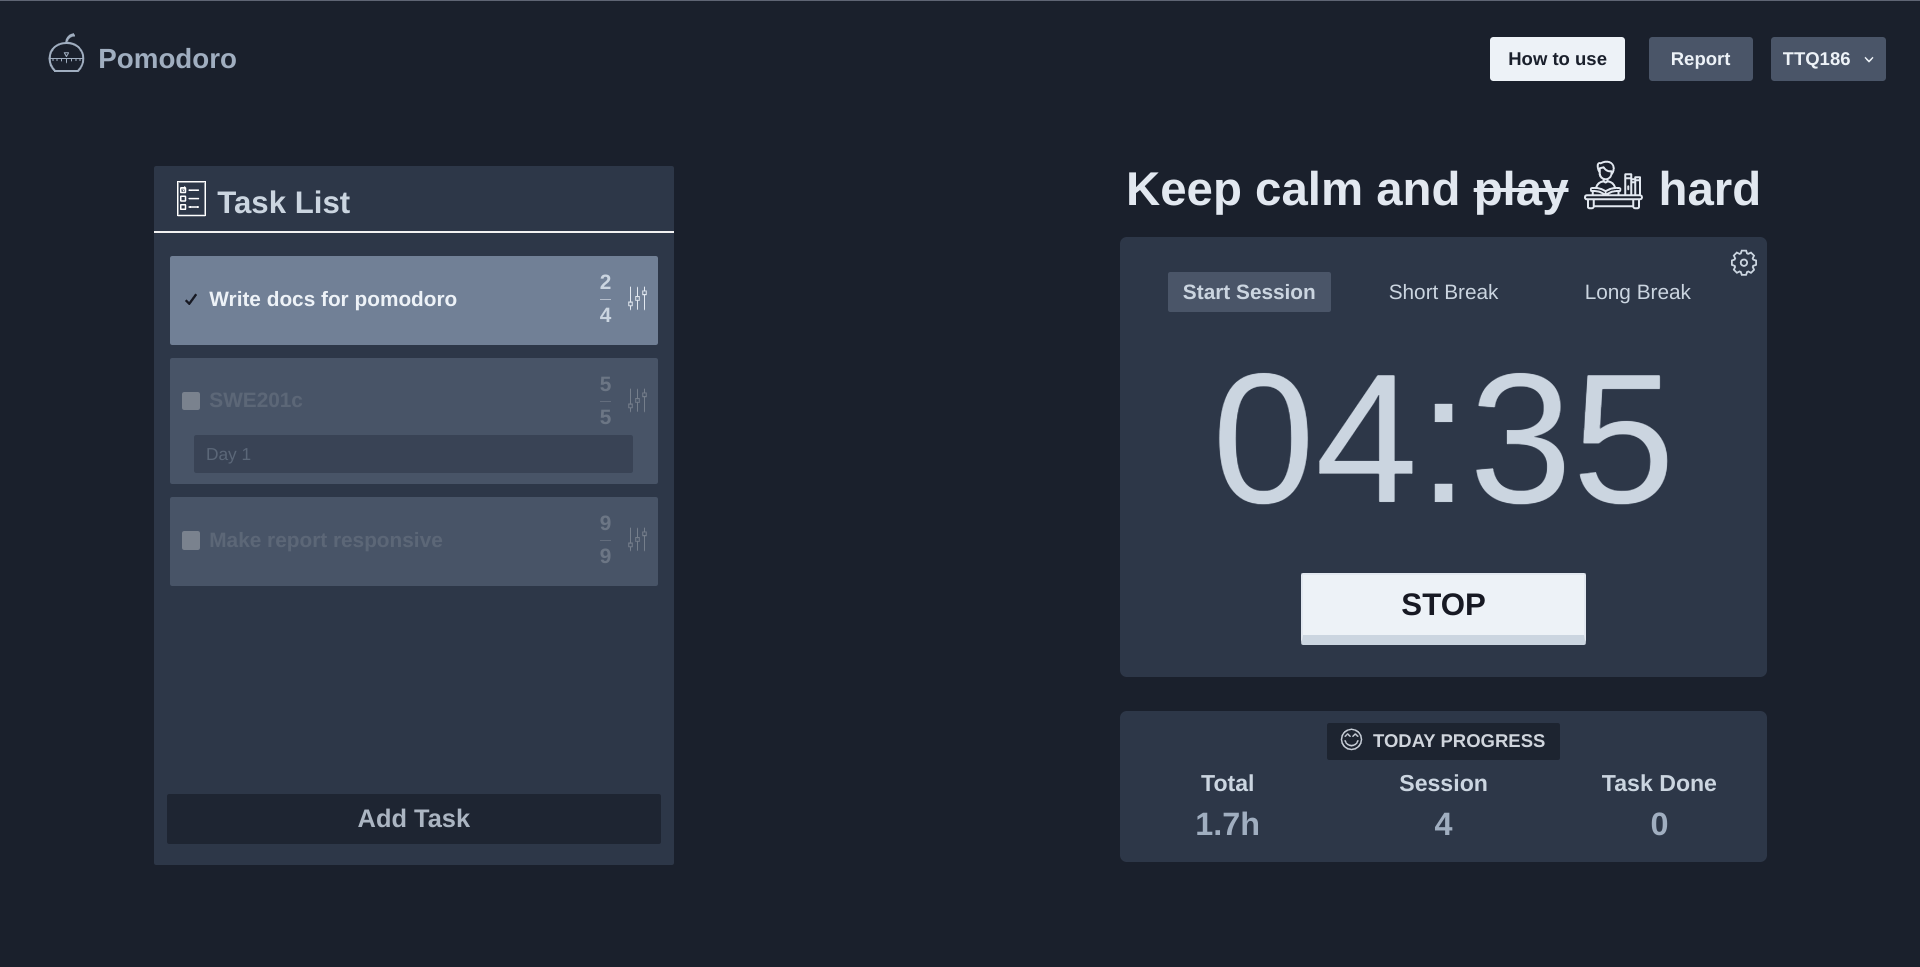 Pomodoro
How to use
Report
TTQ186
Task List
Write docs for pomodoro
2
4
SWE201c
5
5
Day 1
Make report responsive
9
9
Add Task
Keep calm and play hard
Start Session
Short Break
Long Break
04:35
STOP
TODAY PROGRESS
Total
Session
Task Done
1.7h
4
0